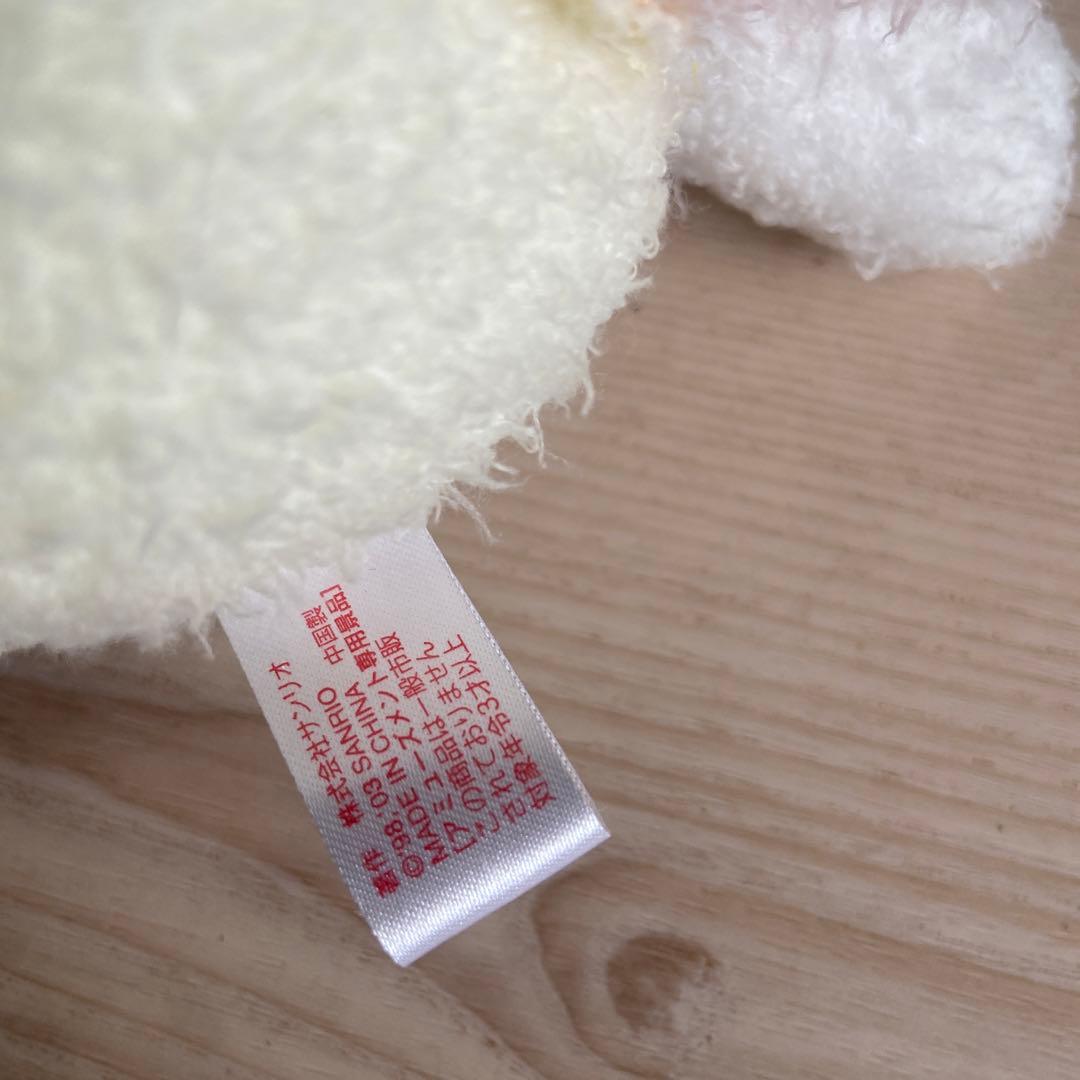 著作　株式会社サンリオ
©'98 '03 SANRIO　中国製
MADE IN CHINA
[アミューズメント専用景品]
この商品は一般市販
されておりません
対象年令3才以上